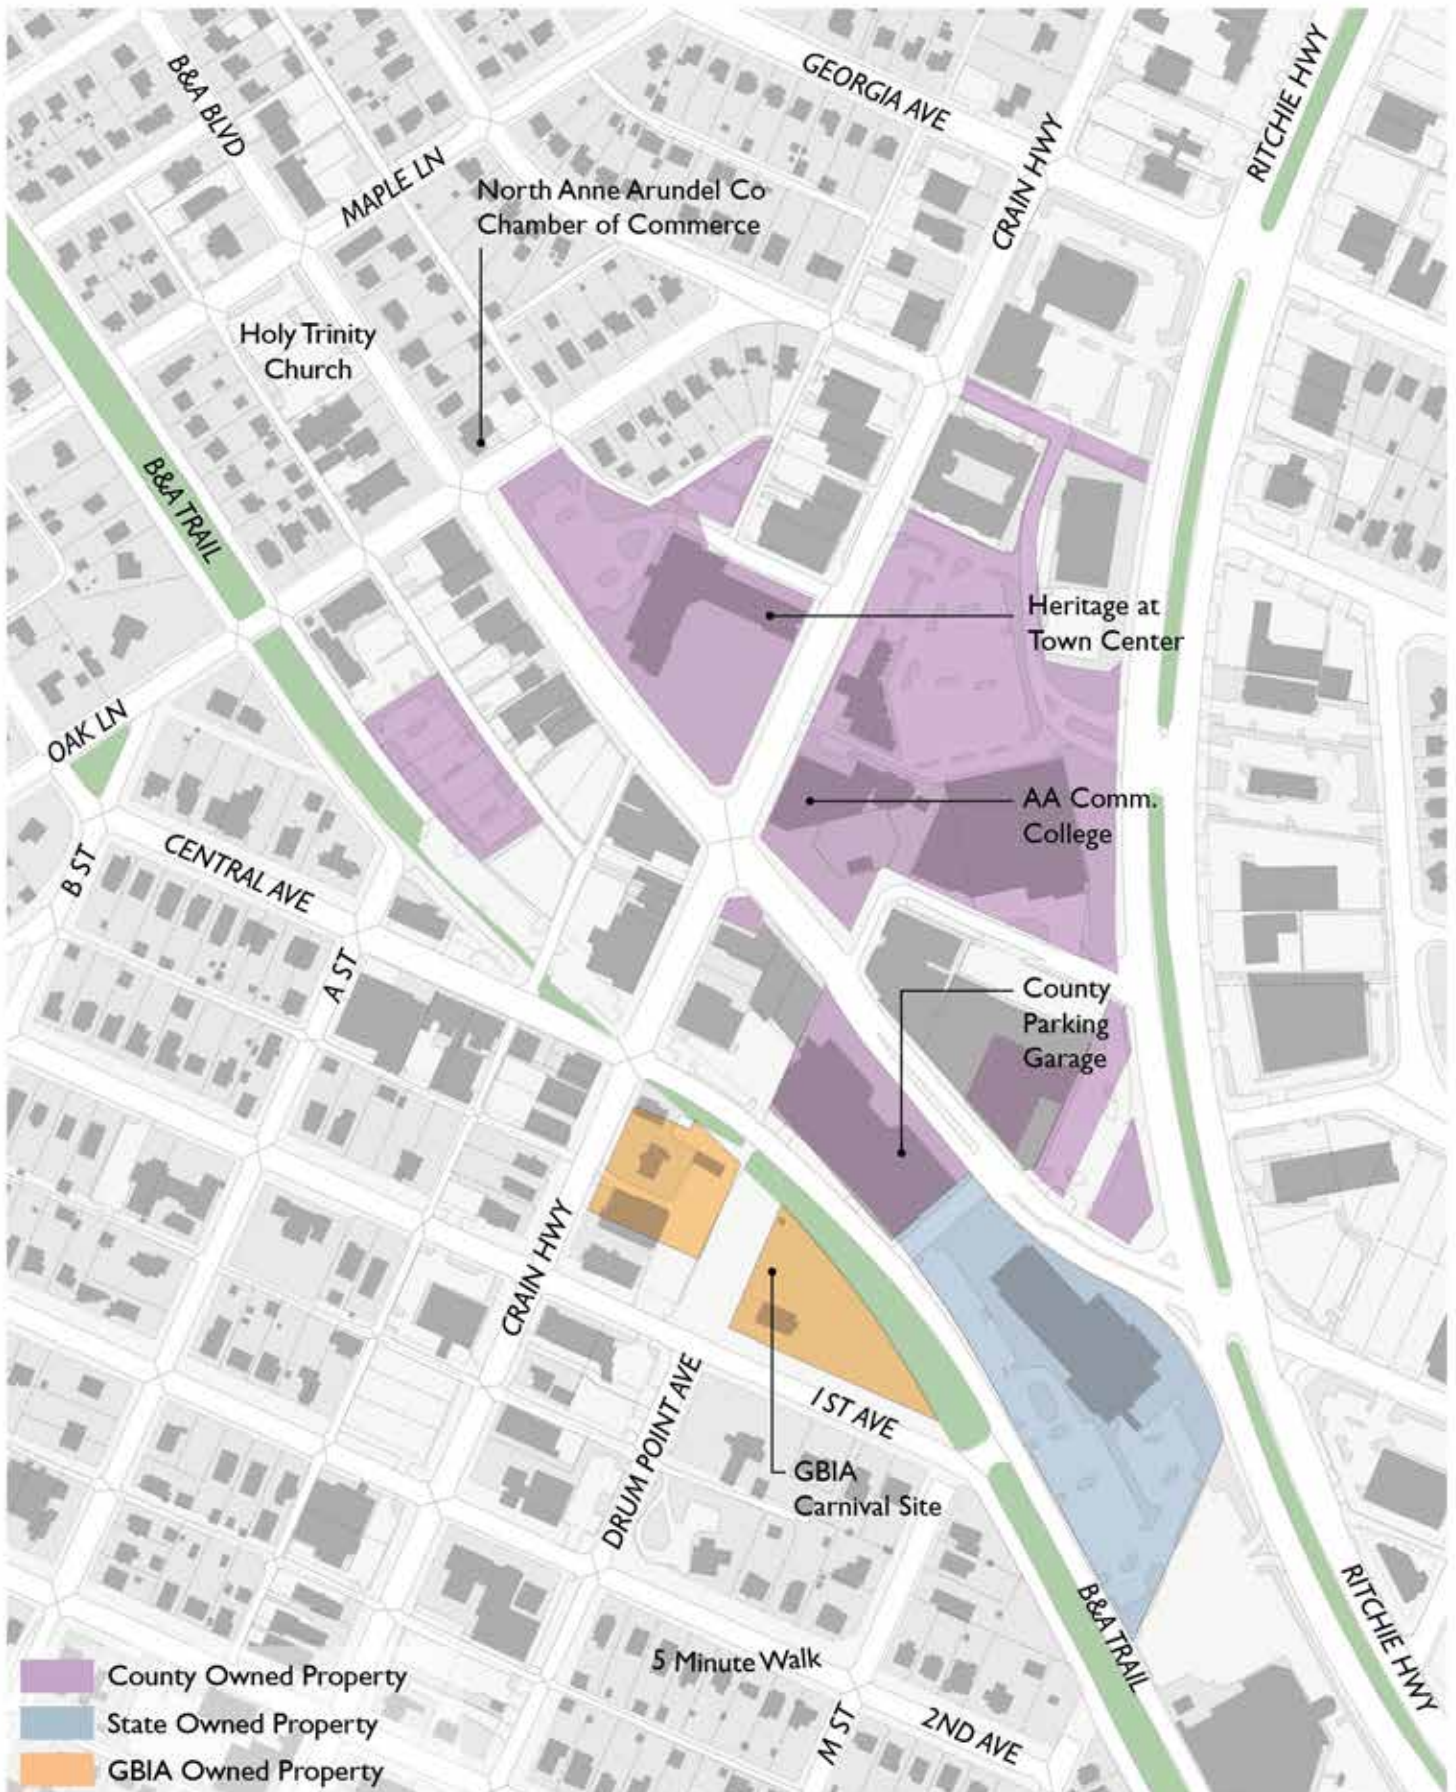 GEORGIA AVE
RITCHIE HWY
B&A BLVD
CRAIN HWY
MAPLE LN
North Anne Arundel Co
Chamber of Commerce
Holy Trinity
Church
B&A TRAIL
Heritage at
Town Center
OAK LN
AA Comm.
College
B ST
CENTRAL AVE
A ST
County
Parking
Garage
CRAIN HWY
DRUM POINT AVE
1ST AVE
GBIA
Carnival Site
B&A TRAIL
RITCHIE HWY
5 Minute Walk
M ST
2ND AVE
County Owned Property
State Owned Property
GBIA Owned Property